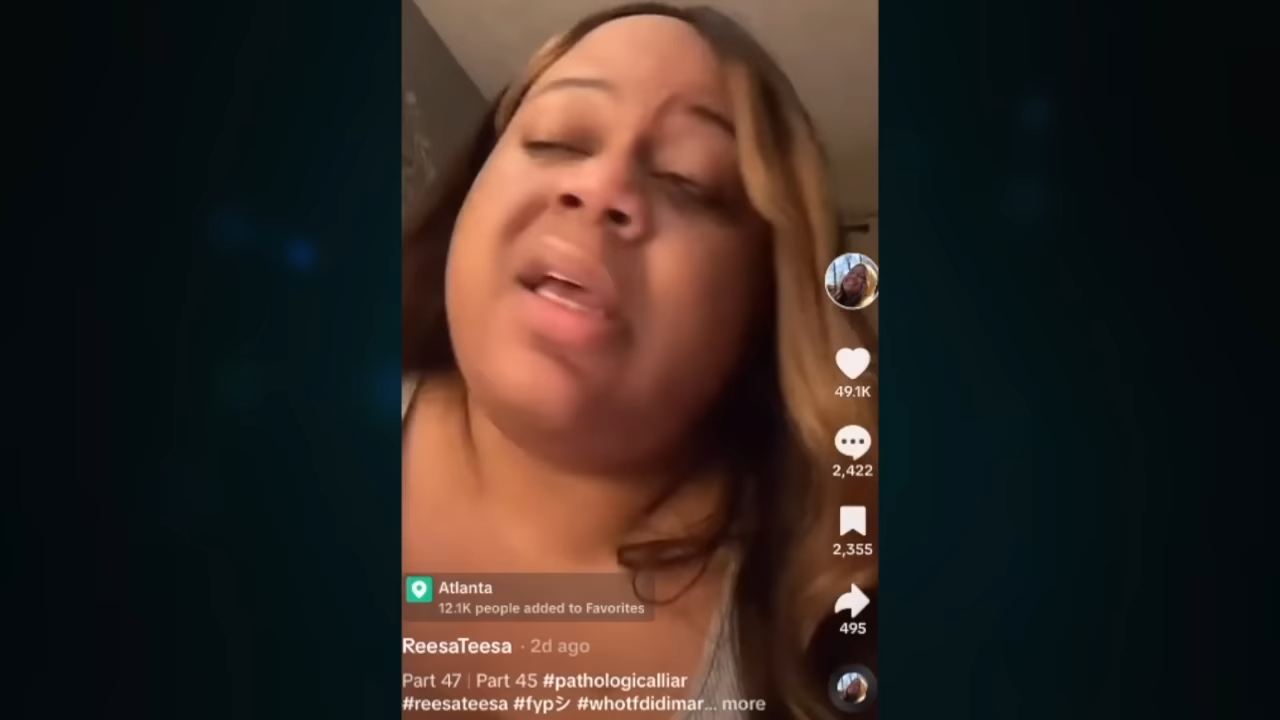 49.1K
2,422
2,355
495
Atlanta
12.1K people added to Favorites
ReesaTeesa · 2d ago
Part 47 | Part 45 #pathologicalliar
#reesateesa #fypシ #whotfdidimar... more